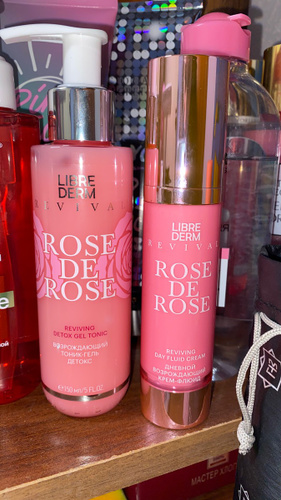 LIBRE
DERM
REVIVAL
ROSE
DE
ROSE
REVIVING
DETOX GEL TONIC
ВОЗРОЖДАЮЩИЙ
ТОНИК-ГЕЛЬ
ДЕТОКС
LIBRE
DERM
REVIVAL
ROSE
DE
ROSE
REVIVING
DAY FLUID CREAM
ДНЕВНОЙ
ВОЗРОЖДАЮЩИЙ
КРЕМ-ФЛЮИД